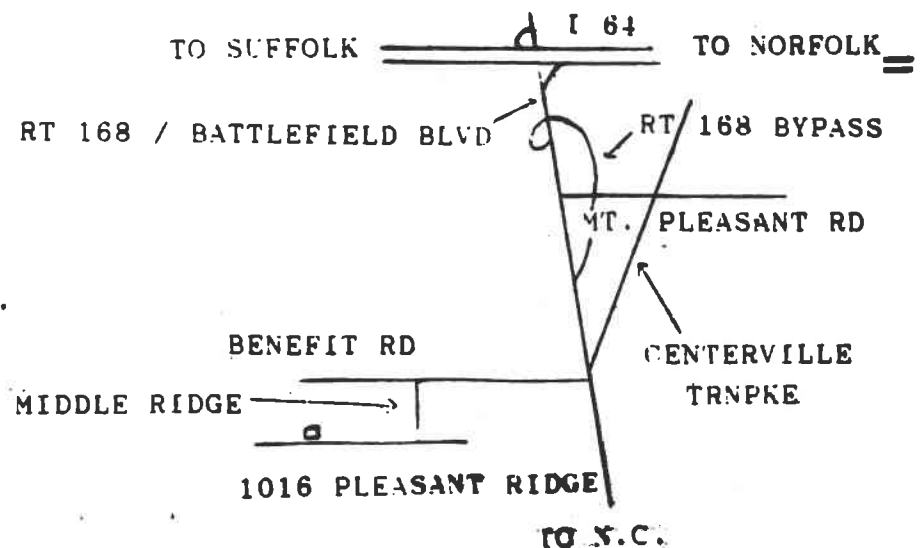 I 64
TO SUFFOLK
TO NORFOLK
RT 168 / BATTLEFIELD BLVD
RT 168 BYPASS
MT. PLEASANT RD
BENEFIT RD
CENTERVILLE
TRNPKE
MIDDLE RIDGE
1016 PLEASANT RIDGE
TO N.C.